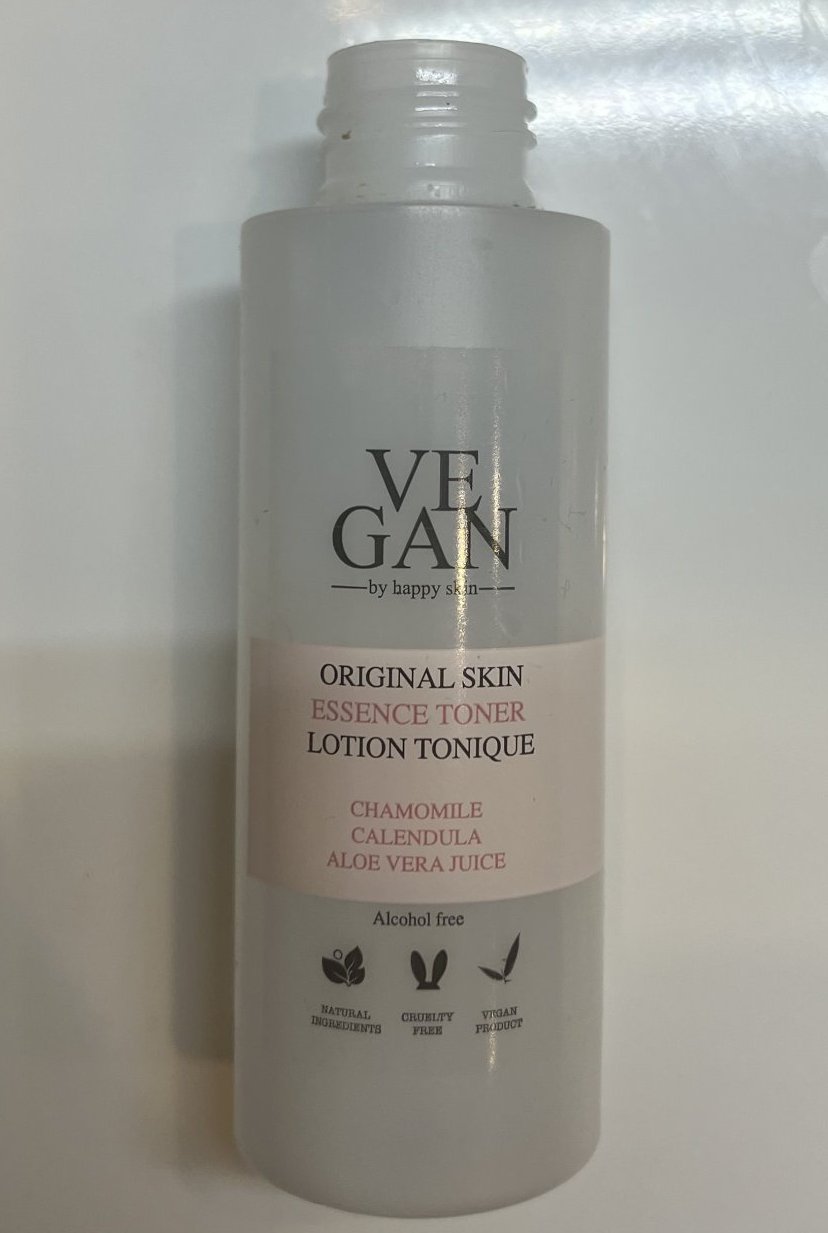 VE
GAN
by happy skin
ORIGINAL SKIN
ESSENCE TONER
LOTION TONIQUE
CHAMOMILE
CALENDULA
ALOE VERA JUICE
Alcohol free
NATURAL
INGREDIENTS
CRUELTY
FREE
VEGAN
PRODUCT